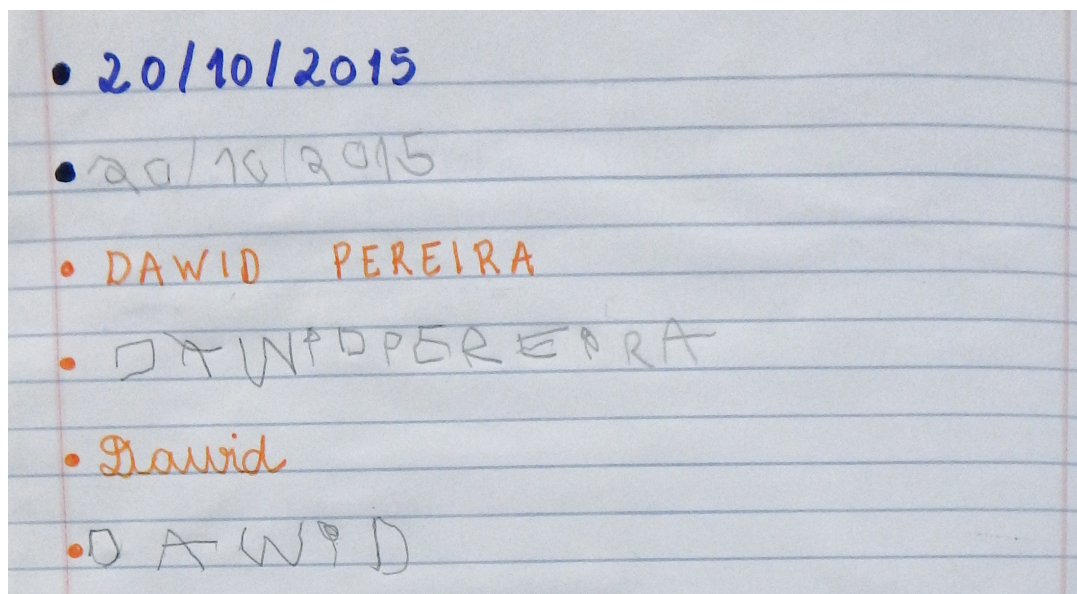 • 20/10/2015
• 20/10/2015
• DAWID PEREIRA
• DAWiDPEREiRA
• Dawid
• DAWiD